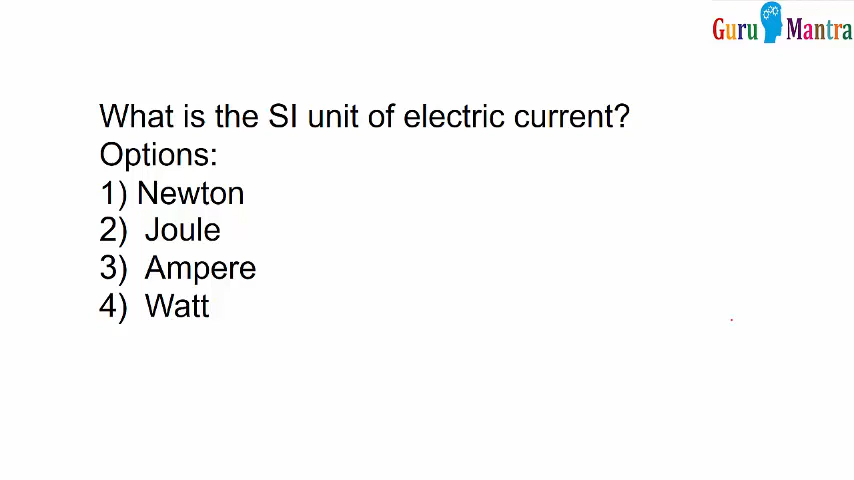 Guru Mantra
What is the SI unit of electric current?
Options:
1) Newton
2) Joule
3) Ampere
4) Watt